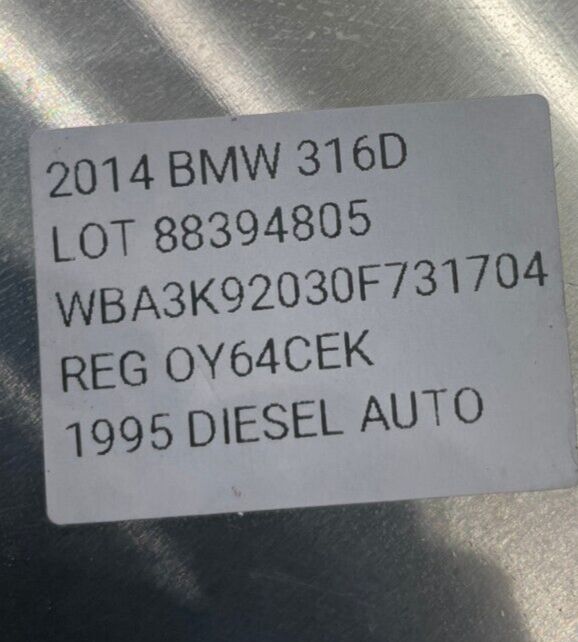 2014 BMW 316D
LOT 88394805
WBA3K92030F731704
REG OY64CEK
1995 DIESEL AUTO